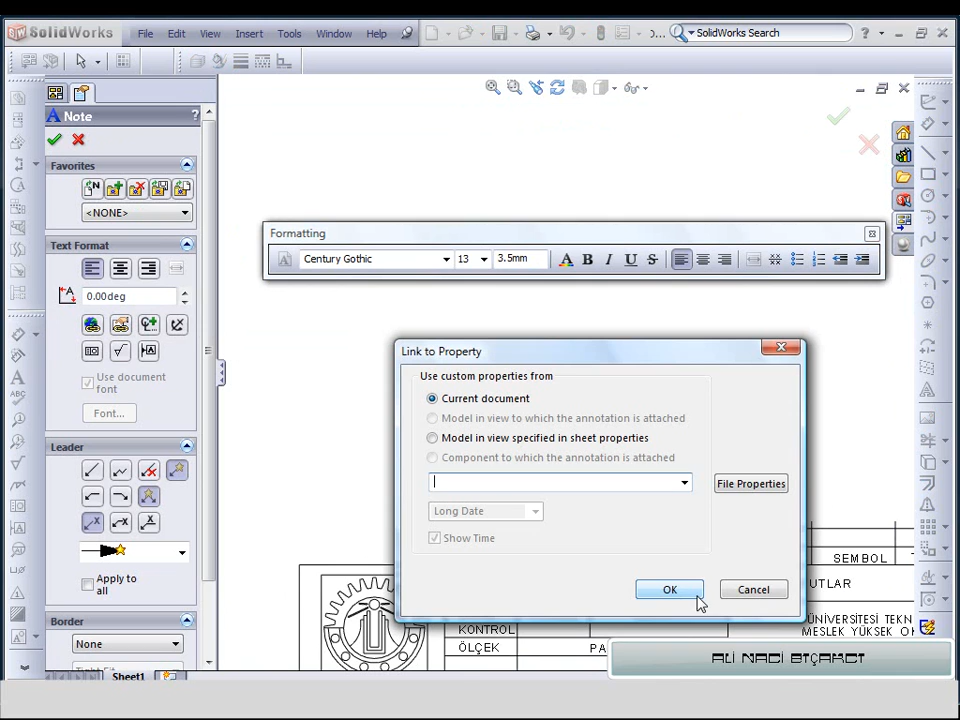 SolidWorks File Edit View Insert Tools Window Help SolidWorks Search
Note ?
Favorites
<NONE>
Text Format
0.00deg
Use document font
Font...
Leader
Apply to all
Border
None
Sheet1
Formatting
Century Gothic 13 3.5mm
Link to Property
Use custom properties from
Current document
Model in view to which the annotation is attached
Model in view specified in sheet properties
Component to which the annotation is attached
File Properties
Long Date
Show Time
OK Cancel
SEMBOL
UTLAR
ÜNİVERSİTESİ TEKN
MESLEK YÜKSEK O
KONTROL
ÖLÇEK PA